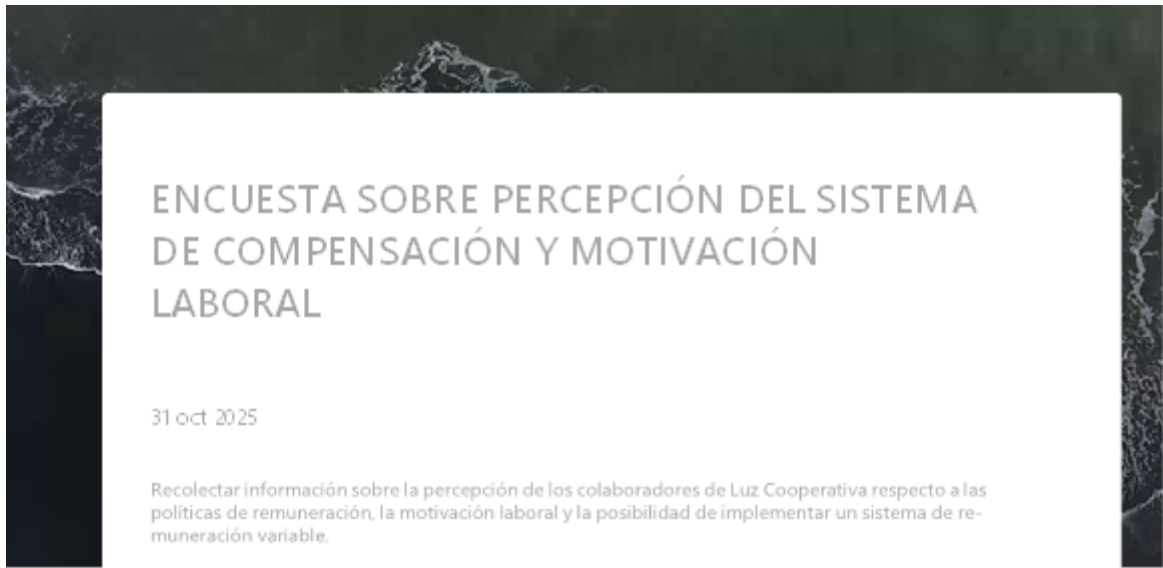 ENCUESTA SOBRE PERCEPCIÓN DEL SISTEMA
DE COMPENSACIÓN Y MOTIVACIÓN
LABORAL
31 oct 2025
Recolectar información sobre la percepción de los colaboradores de Luz Cooperativa respecto a las
políticas de remuneración, la motivación laboral y la posibilidad de implementar un sistema de re-
muneración variable.